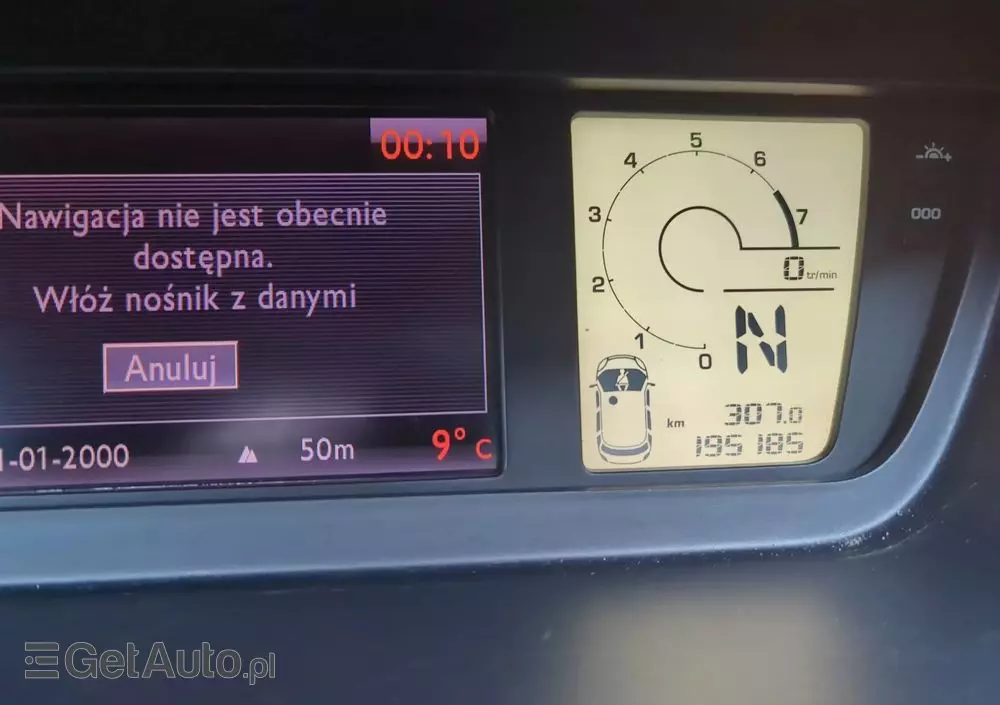 00:10
Nawigacja nie jest obecnie
dostępna.
Włóż nośnik z danymi
Anuluj
-01-2000
50m
9° C
5
4
6
3
7
2
1
0
0 tr/min
N
km
307.0
195185
000
GetAuto.pl